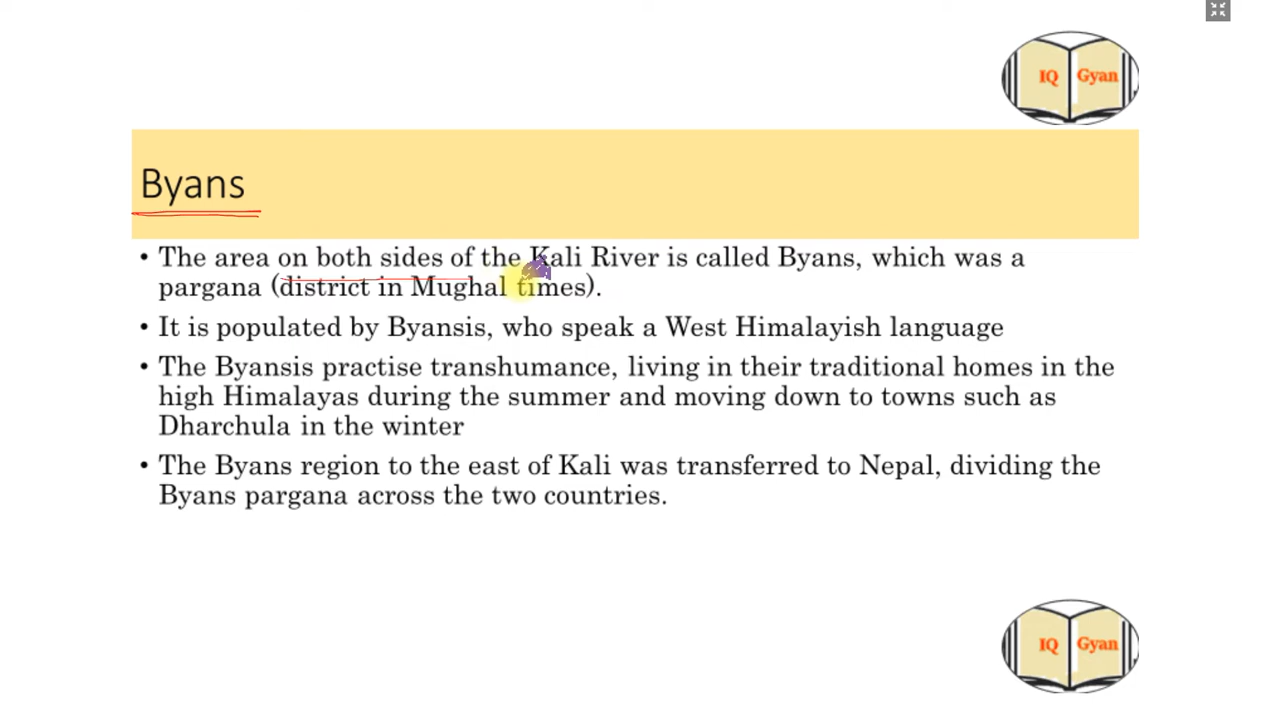 IQ Gyan
Byans
• The area on both sides of the Kali River is called Byans, which was a
pargana (district in Mughal times).
• It is populated by Byansis, who speak a West Himalayish language
• The Byansis practise transhumance, living in their traditional homes in the
high Himalayas during the summer and moving down to towns such as
Dharchula in the winter
• The Byans region to the east of Kali was transferred to Nepal, dividing the
Byans pargana across the two countries.
IQ Gyan